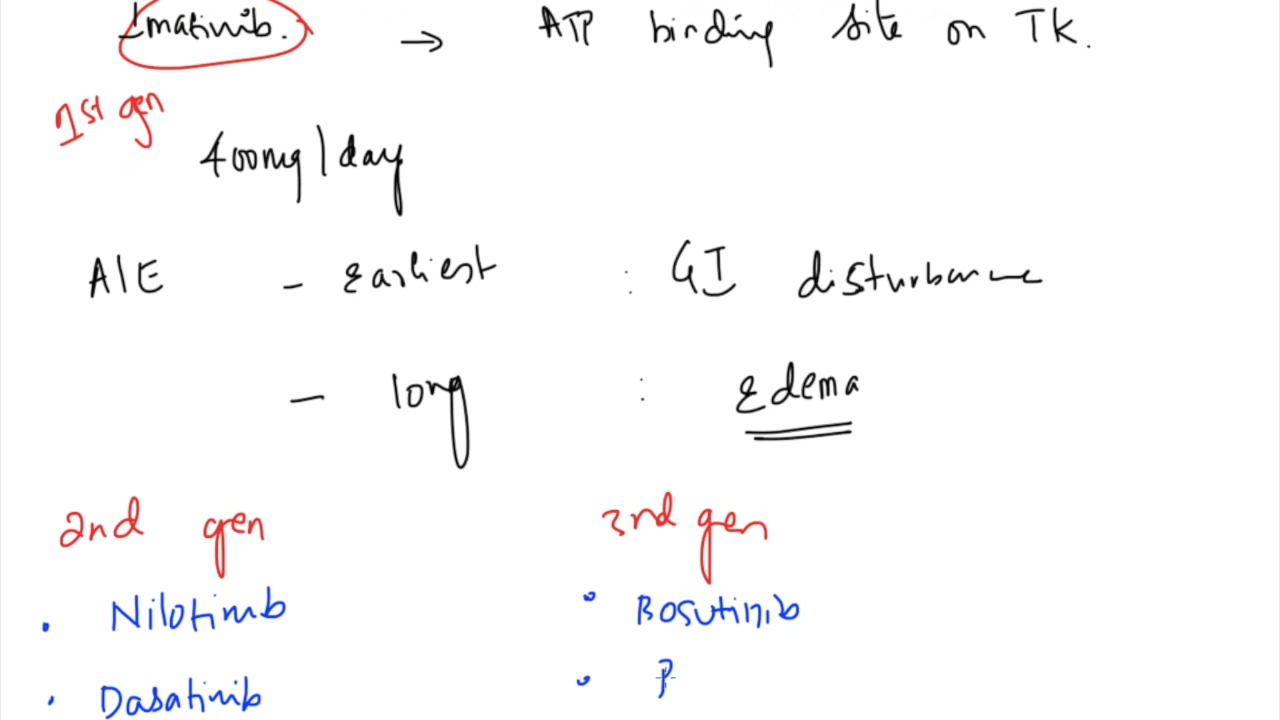 Imatinib. → ATP binding site on TK.
1st gen
400mg/day
A/E - Earliest : GI disturbance
- long : Edema
2nd gen 3rd gen
• Nilotinib • Bosutinib
• Dasatinib • P